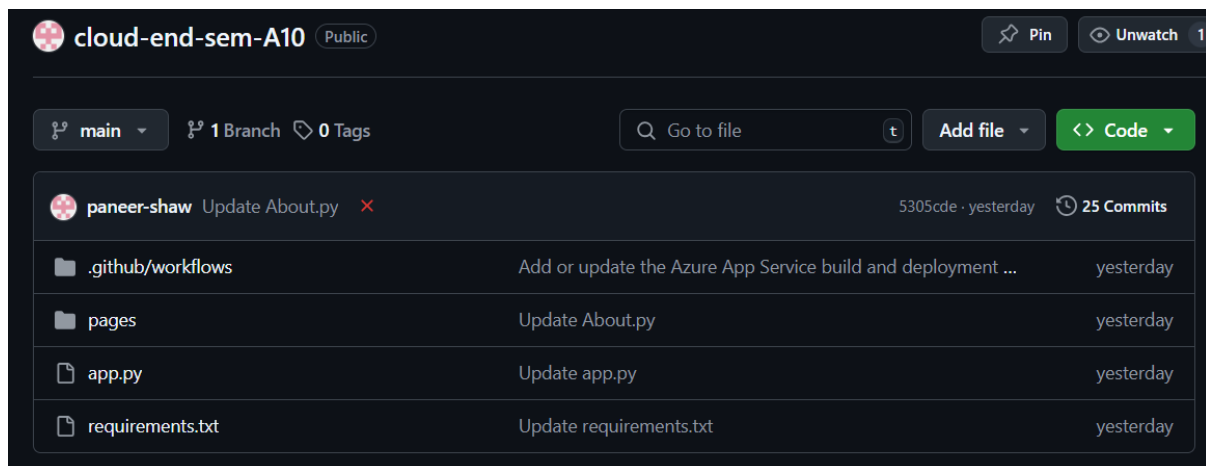 cloud-end-sem-A10 Public Pin Unwatch 1
main 1 Branch 0 Tags Go to file t Add file <> Code
paneer-shaw Update About.py 5305cde · yesterday 25 Commits
.github/workflows Add or update the Azure App Service build and deployment ... yesterday
pages Update About.py yesterday
app.py Update app.py yesterday
requirements.txt Update requirements.txt yesterday